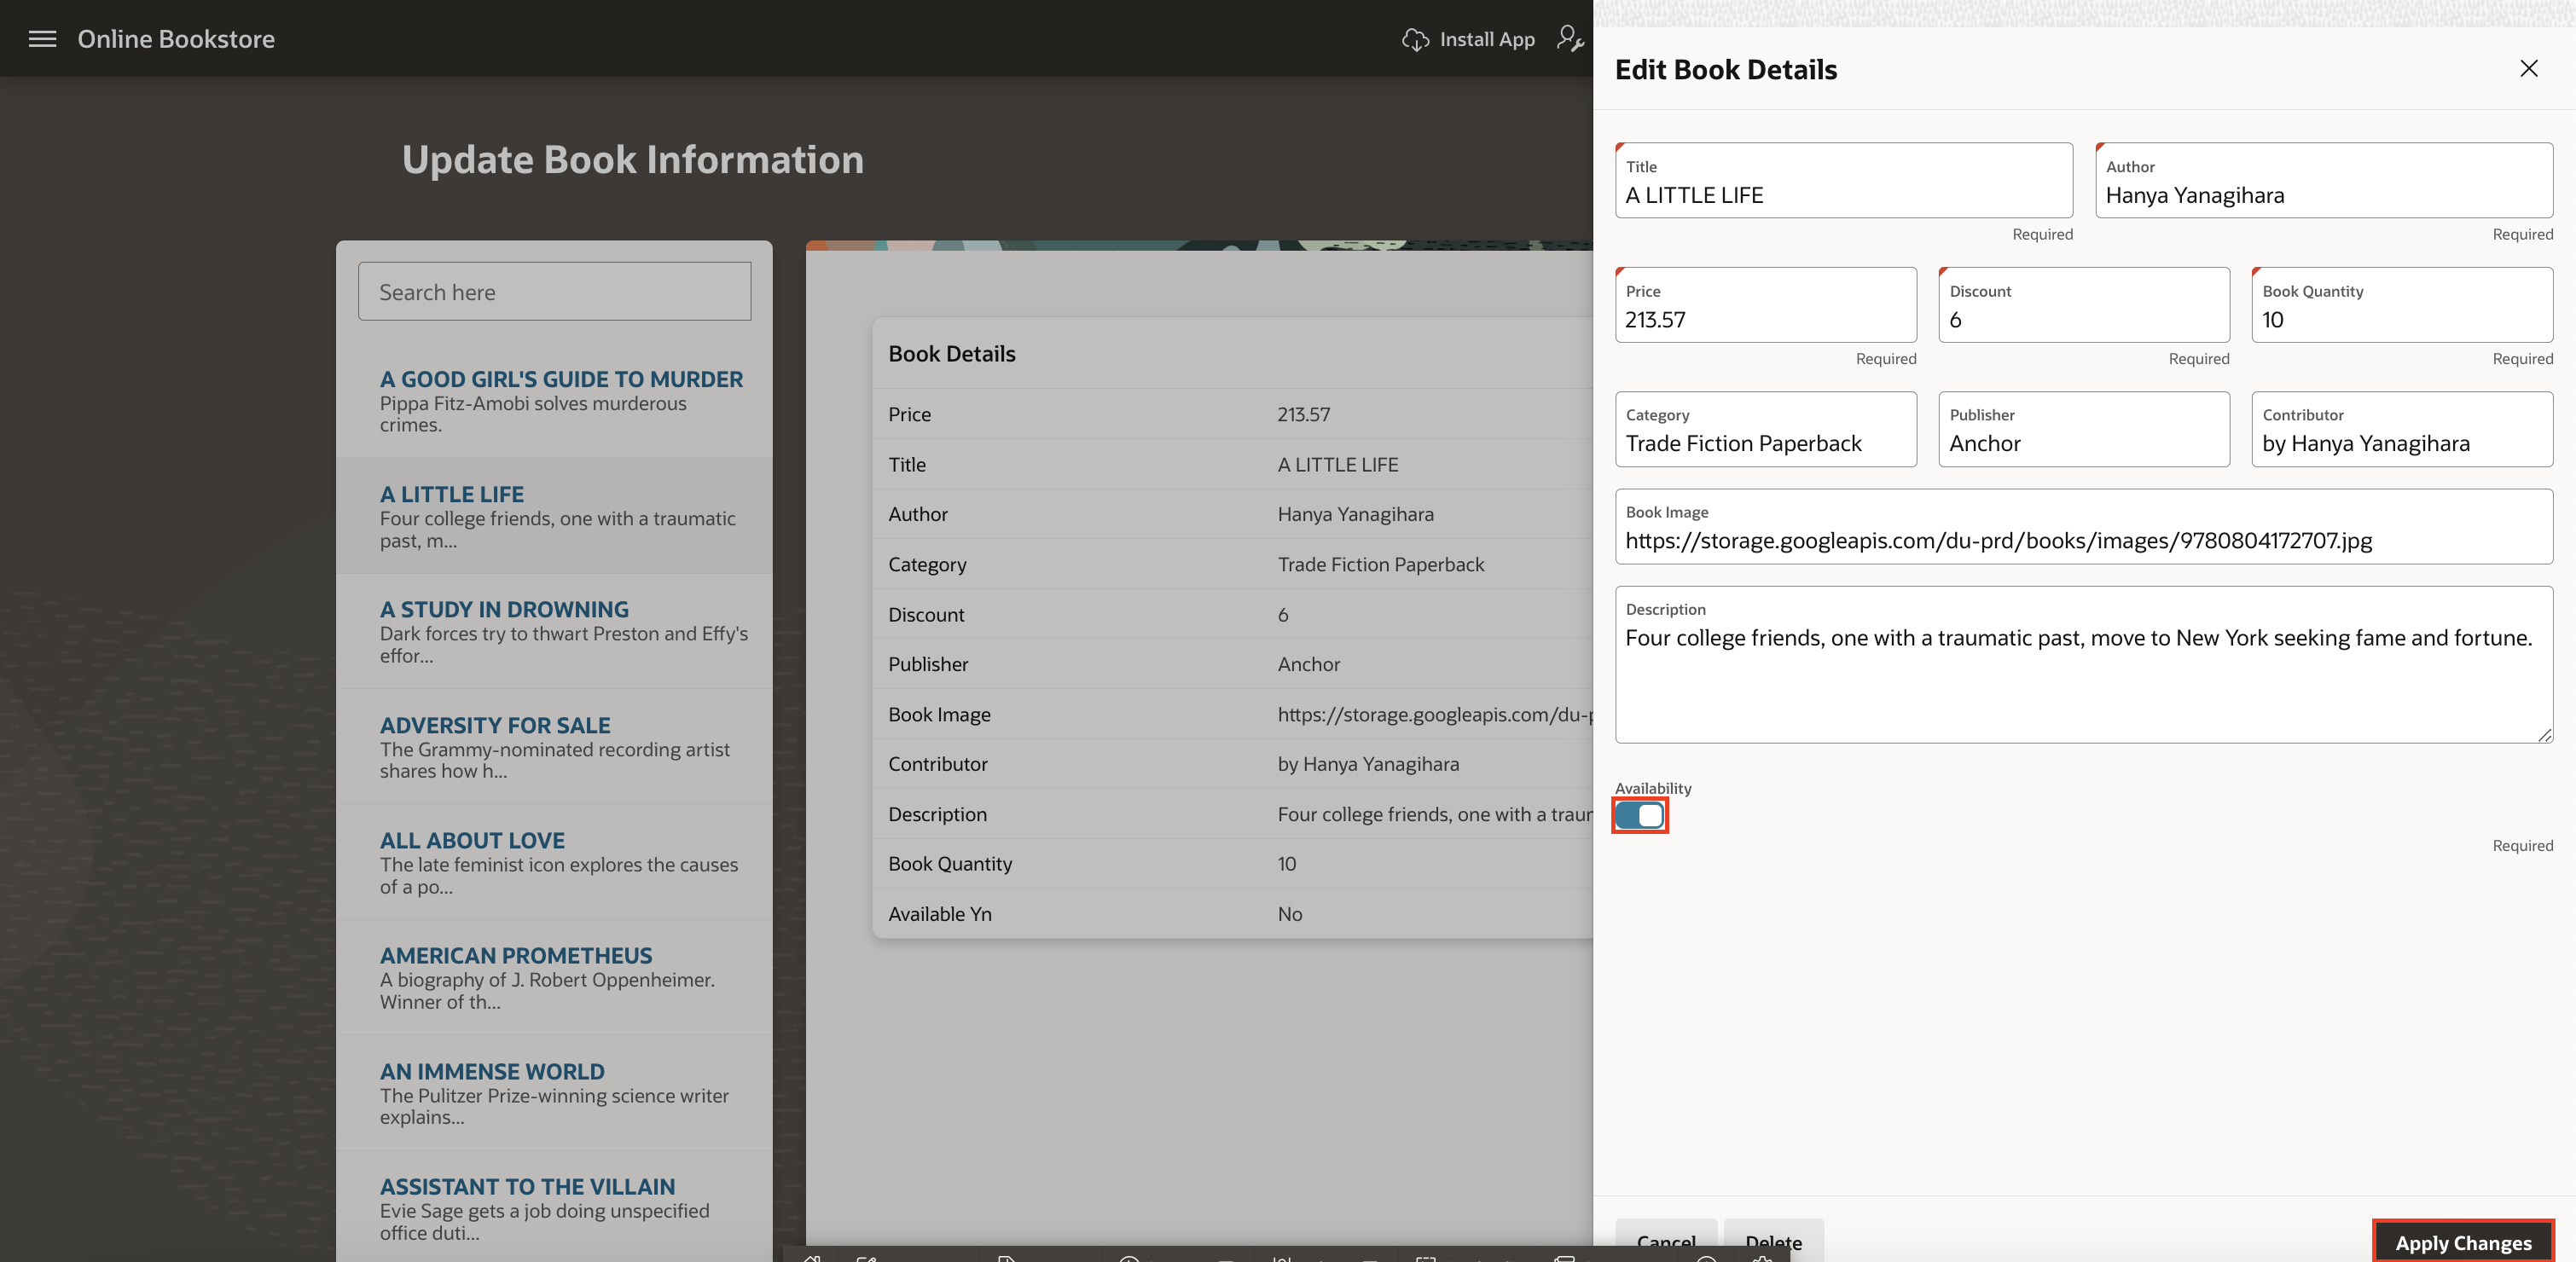 Online Bookstore
Install App
Update Book Information
Search here
A GOOD GIRL'S GUIDE TO MURDER
Pippa Fitz-Amobi solves murderous
crimes.
A LITTLE LIFE
Four college friends, one with a traumatic
past, m...
A STUDY IN DROWNING
Dark forces try to thwart Preston and Effy's
effor...
ADVERSITY FOR SALE
The Grammy-nominated recording artist
shares how h...
ALL ABOUT LOVE
The late feminist icon explores the causes
of a po...
AMERICAN PROMETHEUS
A biography of J. Robert Oppenheimer.
Winner of th...
AN IMMENSE WORLD
The Pulitzer Prize-winning science writer
explains...
ASSISTANT TO THE VILLAIN
Evie Sage gets a job doing unspecified
office duti...
Book Details
Price 213.57
Title A LITTLE LIFE
Author Hanya Yanagihara
Category Trade Fiction Paperback
Discount 6
Publisher Anchor
Book Image https://storage.googleapis.com/du-p
Contributor by Hanya Yanagihara
Description Four college friends, one with a traur
Book Quantity 10
Available Yn No
Edit Book Details
Title
A LITTLE LIFE
Required
Author
Hanya Yanagihara
Required
Price
213.57
Required
Discount
6
Required
Book Quantity
10
Required
Category
Trade Fiction Paperback
Publisher
Anchor
Contributor
by Hanya Yanagihara
Book Image
https://storage.googleapis.com/du-prd/books/images/9780804172707.jpg
Description
Four college friends, one with a traumatic past, move to New York seeking fame and fortune.
Availability
Required
Cancel
Delete
Apply Changes